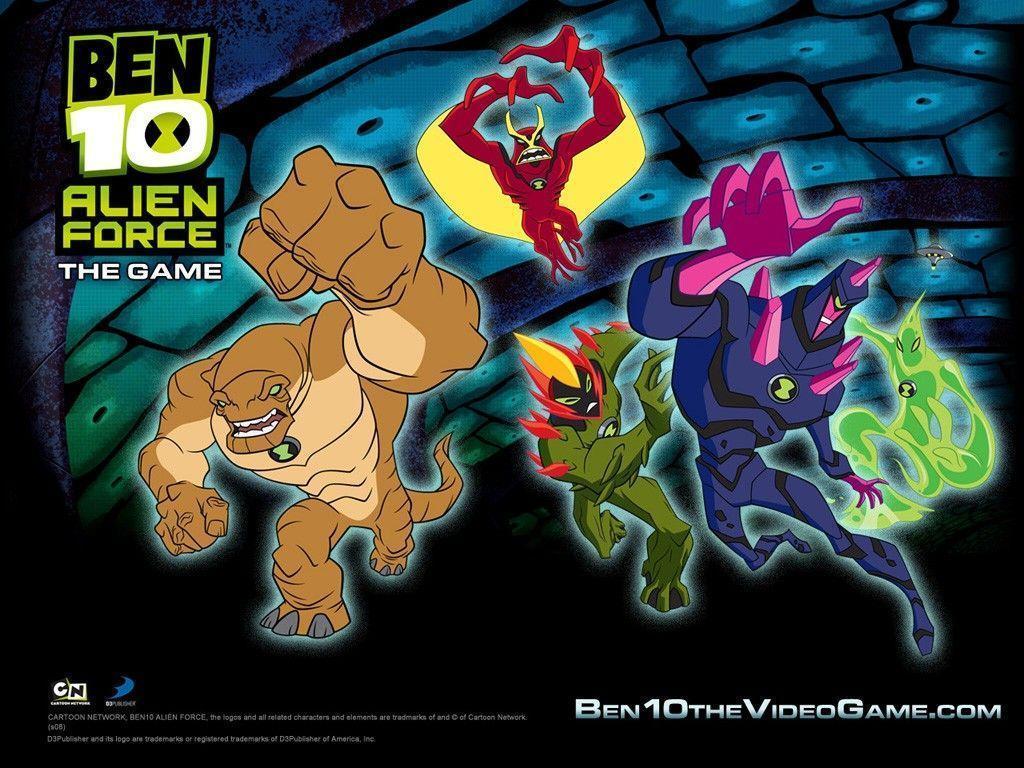 BEN
10
ALIEN
FORCE™
THE GAME
CN
CARTOON NETWORK
D3PUBLISHER
BEN10THEVIDEOGAME.COM
CARTOON NETWORK, BEN10 ALIEN FORCE, the logos and all related characters and elements are tradmarks of and © of Cartoon Network.
(s08)
D3Publisher and its logo are trademarks or registered trademarks of D3Publisher of America, Inc.